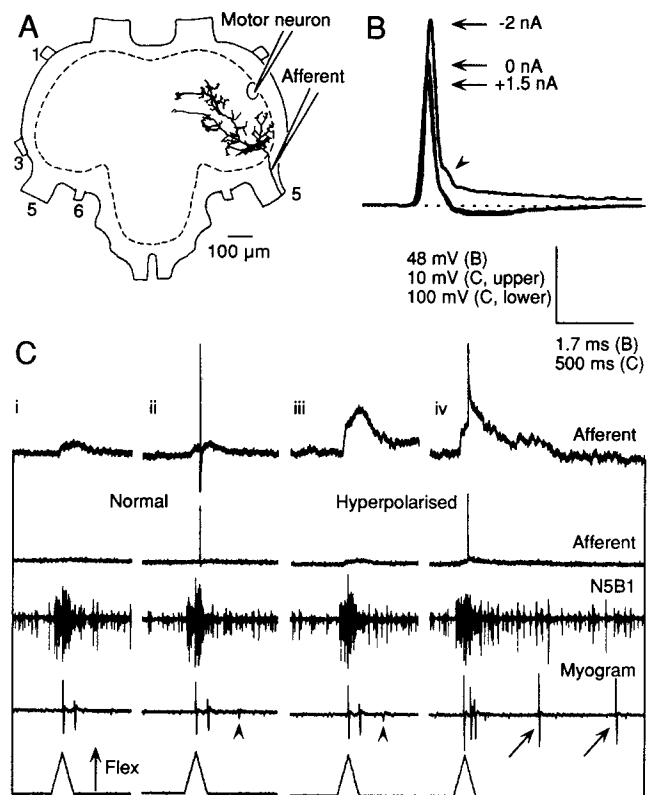 A
Motor neuron
Afferent
1
3
5
6
5
100 µm
B
-2 nA
0 nA
+1.5 nA
48 mV (B)
10 mV (C, upper)
100 mV (C, lower)
1.7 ms (B)
500 ms (C)
C
i
ii
iii
iv
Afferent
Normal
Hyperpolarised
Afferent
N5B1
Myogram
Flex